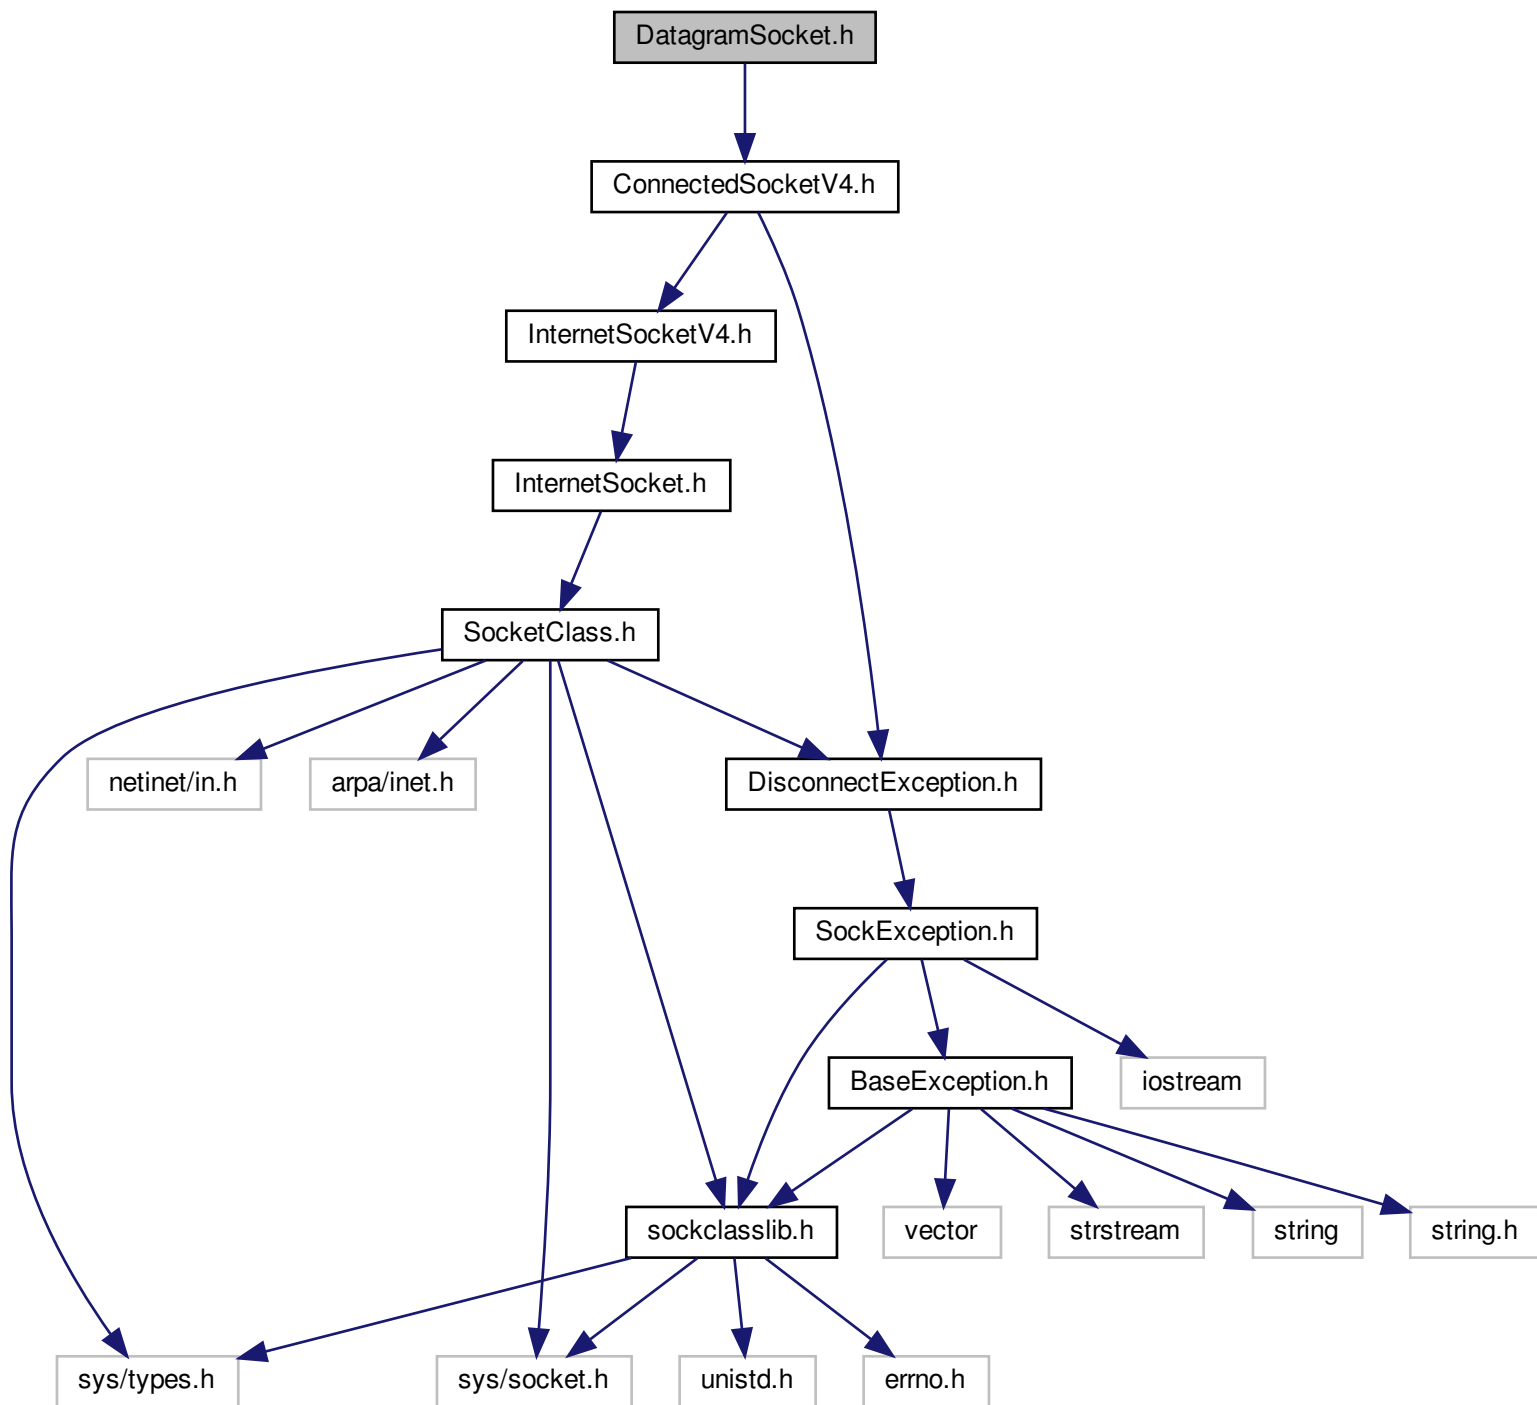 DatagramSocket.h
ConnectedSocketV4.h
InternetSocketV4.h
InternetSocket.h
SocketClass.h
netinet/in.h
arpa/inet.h
DisconnectException.h
SockException.h
BaseException.h
iostream
sockclasslib.h
vector
strstream
string
string.h
sys/types.h
sys/socket.h
unistd.h
errno.h